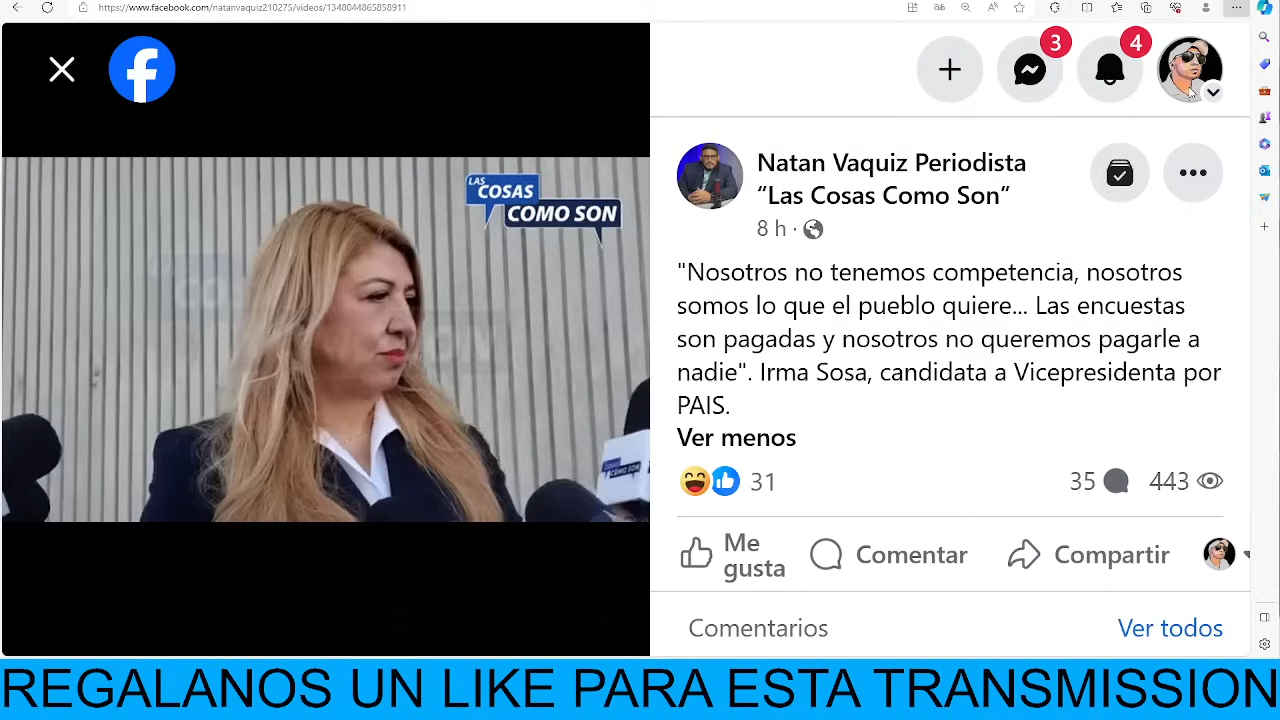 https://www.facebook.com/natanvaquiz210275/videos/1348044865858911
3
4
LAS
COSAS
COMO SON
Natan Vaquiz Periodista
“Las Cosas Como Son”
8 h ·
"Nosotros no tenemos competencia, nosotros
somos lo que el pueblo quiere... Las encuestas
son pagadas y nosotros no queremos pagarle a
nadie". Irma Sosa, candidata a Vicepresidenta por
PAIS.
Ver menos
31
35
443
Me
gusta
Comentar
Compartir
Comentarios
Ver todos
COSAS
COMO SON
REGALANOS UN LIKE PARA ESTA TRANSMISSION